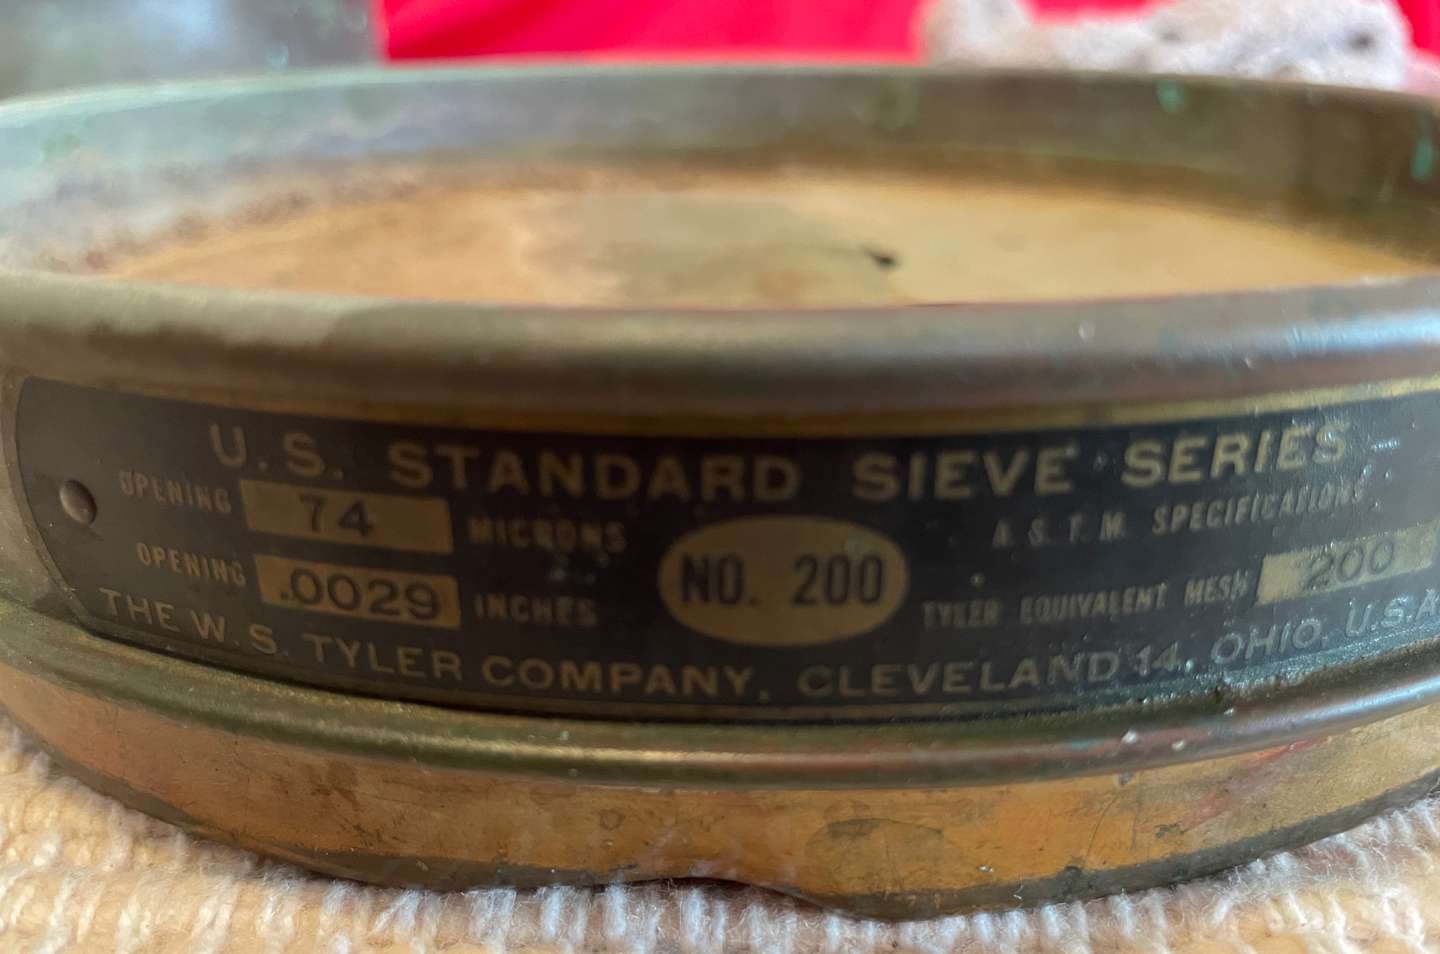 U.S. STANDARD SIEVE SERIES
OPENING 74 MICRONS
A.S.T.M. SPECIFICATIONS
OPENING .0029 INCHES
NO. 200
TYLER EQUIVALENT MESH 200
THE W.S. TYLER COMPANY, CLEVELAND 14, OHIO. U.S.A.